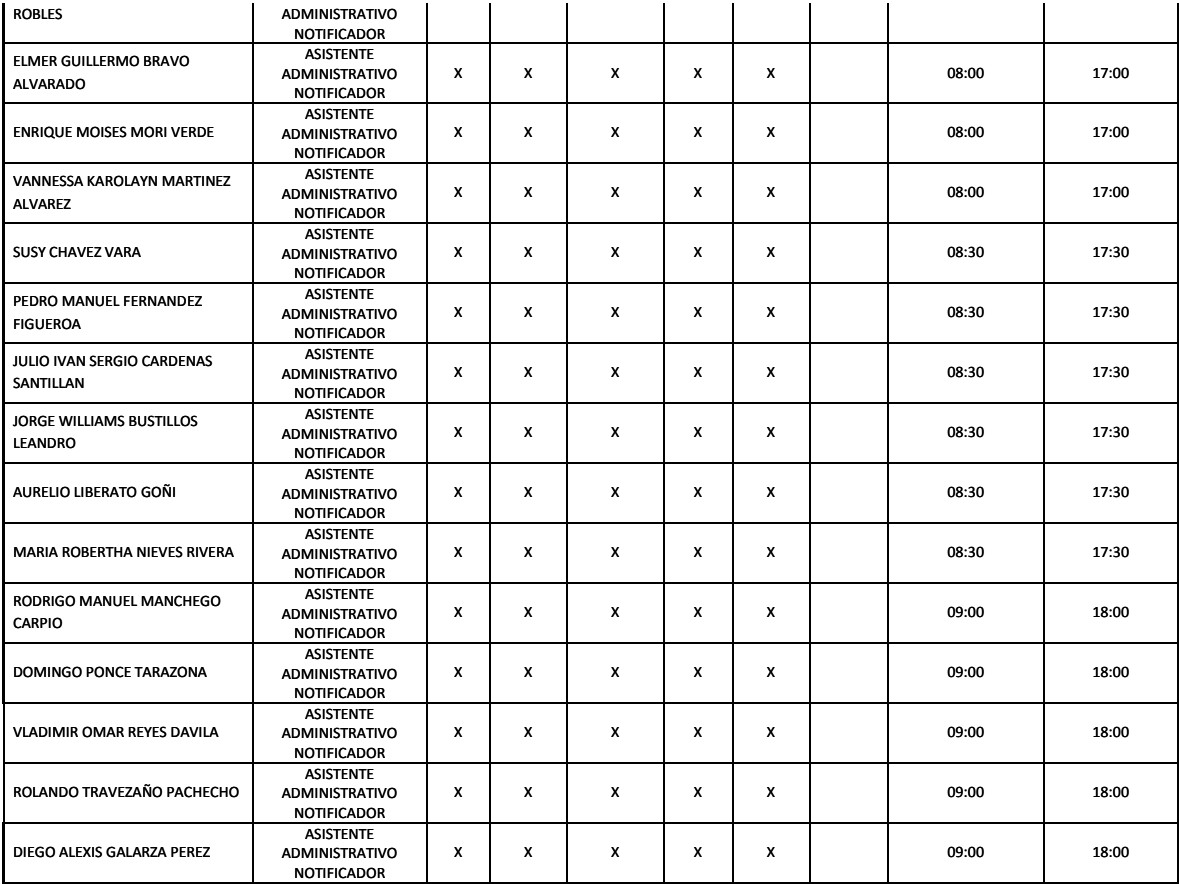 ROBLES
ADMINISTRATIVO
NOTIFICADOR
ELMER GUILLERMO BRAVO
ALVARADO
ASISTENTE
ADMINISTRATIVO
NOTIFICADOR
X X X X X 08:00 17:00
ENRIQUE MOISES MORI VERDE
ASISTENTE
ADMINISTRATIVO
NOTIFICADOR
X X X X X 08:00 17:00
VANNESSA KAROLAYN MARTINEZ
ALVAREZ
ASISTENTE
ADMINISTRATIVO
NOTIFICADOR
X X X X X 08:00 17:00
SUSY CHAVEZ VARA
ASISTENTE
ADMINISTRATIVO
NOTIFICADOR
X X X X X 08:30 17:30
PEDRO MANUEL FERNANDEZ
FIGUEROA
ASISTENTE
ADMINISTRATIVO
NOTIFICADOR
X X X X X 08:30 17:30
JULIO IVAN SERGIO CARDENAS
SANTILLAN
ASISTENTE
ADMINISTRATIVO
NOTIFICADOR
X X X X X 08:30 17:30
JORGE WILLIAMS BUSTILLOS
LEANDRO
ASISTENTE
ADMINISTRATIVO
NOTIFICADOR
X X X X X 08:30 17:30
AURELIO LIBERATO GOÑI
ASISTENTE
ADMINISTRATIVO
NOTIFICADOR
X X X X X 08:30 17:30
MARIA ROBERTHA NIEVES RIVERA
ASISTENTE
ADMINISTRATIVO
NOTIFICADOR
X X X X X 08:30 17:30
RODRIGO MANUEL MANCHEGO
CARPIO
ASISTENTE
ADMINISTRATIVO
NOTIFICADOR
X X X X X 09:00 18:00
DOMINGO PONCE TARAZONA
ASISTENTE
ADMINISTRATIVO
NOTIFICADOR
X X X X X 09:00 18:00
VLADIMIR OMAR REYES DAVILA
ASISTENTE
ADMINISTRATIVO
NOTIFICADOR
X X X X X 09:00 18:00
ROLANDO TRAVEZAÑO PACHECHO
ASISTENTE
ADMINISTRATIVO
NOTIFICADOR
X X X X X 09:00 18:00
DIEGO ALEXIS GALARZA PEREZ
ASISTENTE
ADMINISTRATIVO
NOTIFICADOR
X X X X X 09:00 18:00